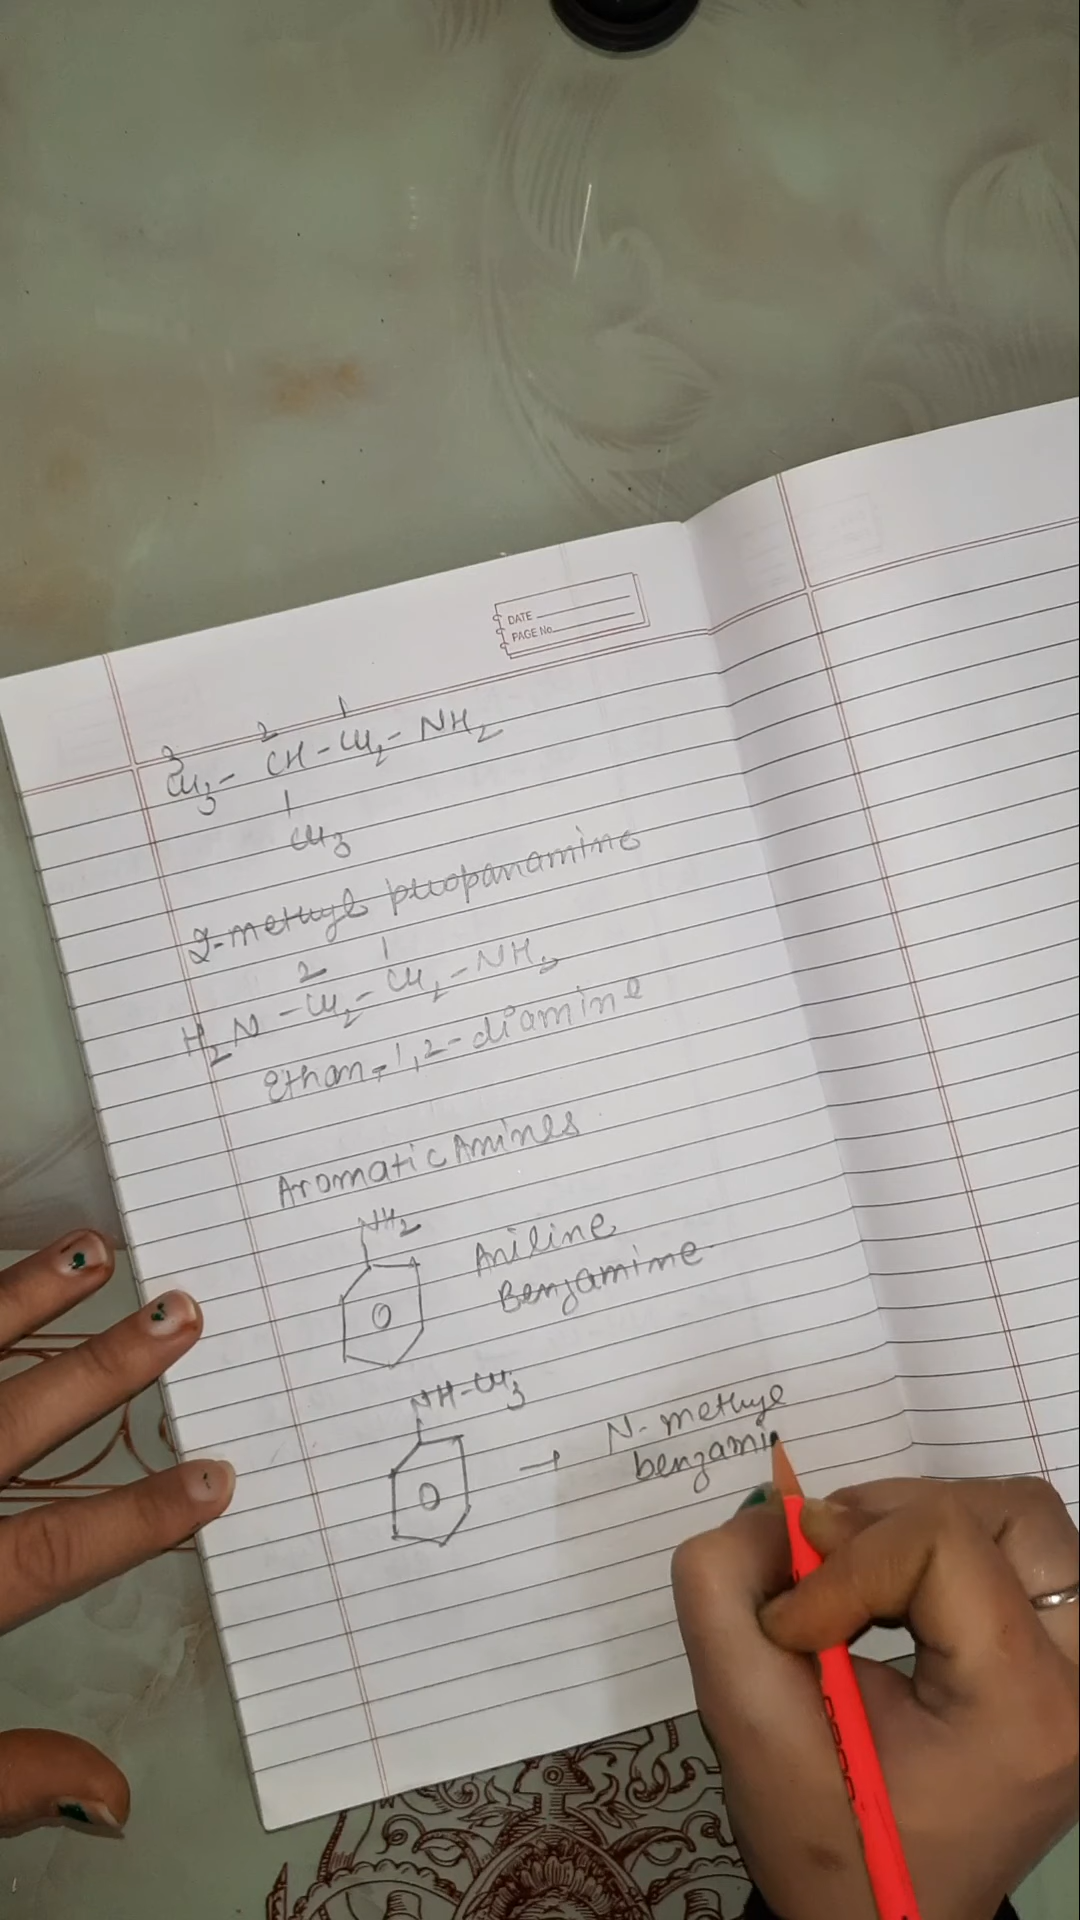 DATE
PAGE No.
3 2 1
CH3 - CH - CH2 - NH2
|
CH3
2-methyl propanamine
2 1
H2N - CH2 - CH2 - NH2
Ethan-1,2-diamine
Aromatic Amines
NH2
Aniline
Benzamine
NH-CH3
→ N-methyl
benzami